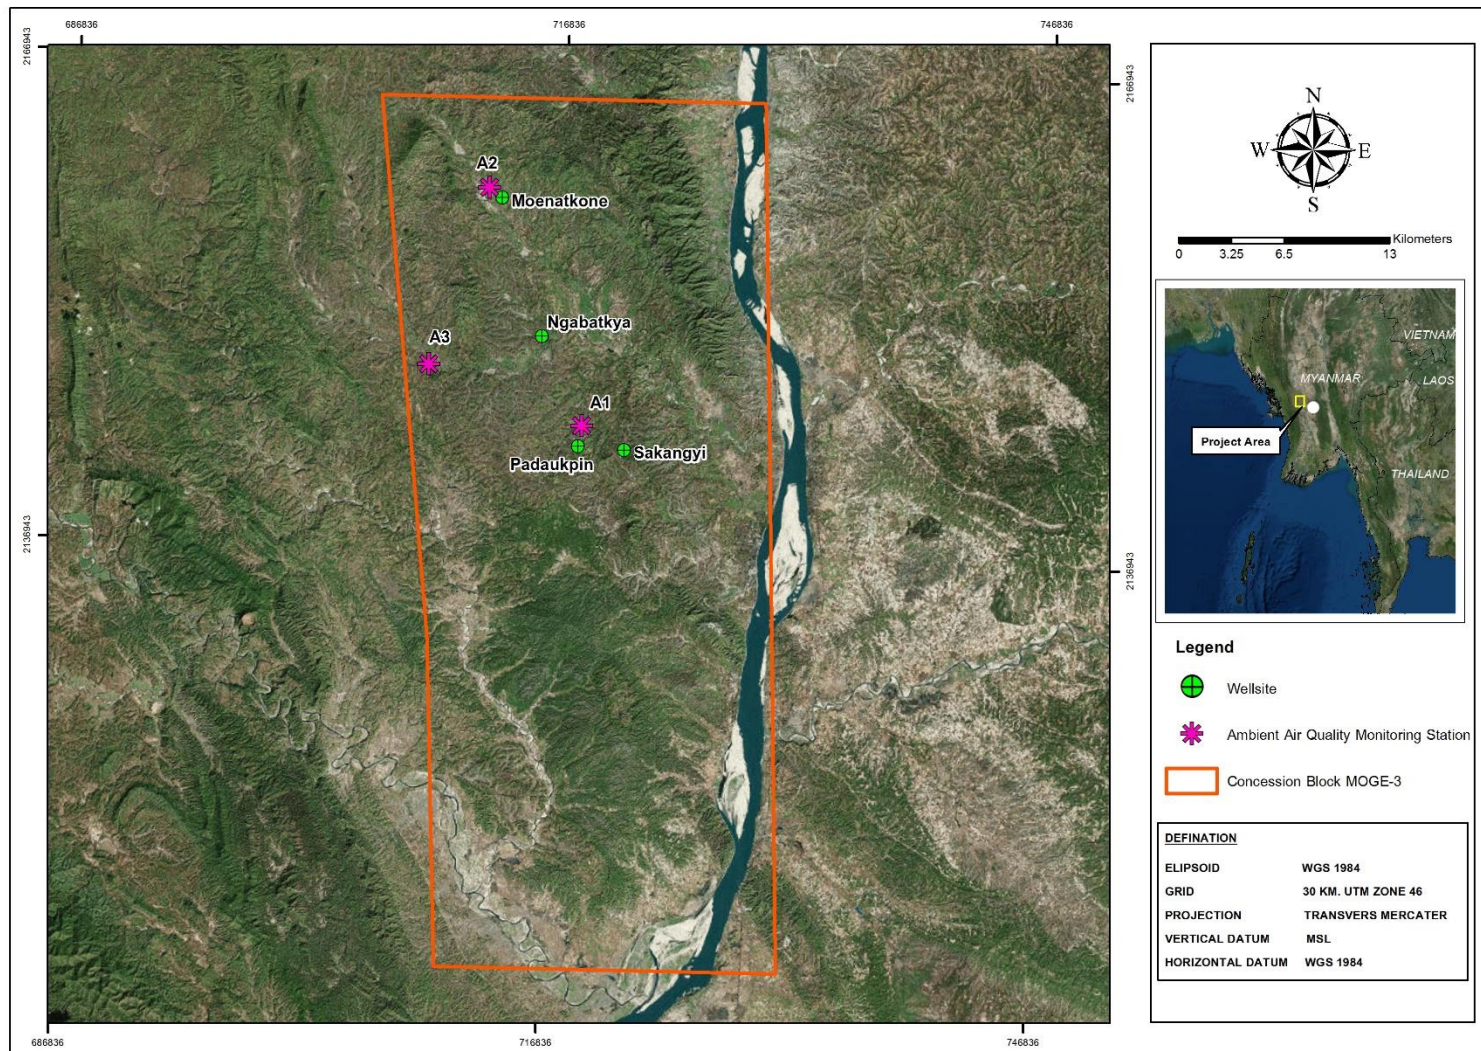 686836
716836
746836
2166943
2166943
A2
Moenatkone
Ngabatkya
A3
A1
Padaukpin
Sakangyi
2136943
2136943
686836
716836
746836
N
W
E
S
Kilometers
0
3.25
6.5
13
VIETNAM
MYANMAR
LAOS
Project Area
THAILAND
Legend
Wellsite
Ambient Air Quality Monitoring Station
Concession Block MOGE-3
DEFINATION
ELIPSOID WGS 1984
GRID 30 KM. UTM ZONE 46
PROJECTION TRANSVERS MERCATER
VERTICAL DATUM MSL
HORIZONTAL DATUM WGS 1984